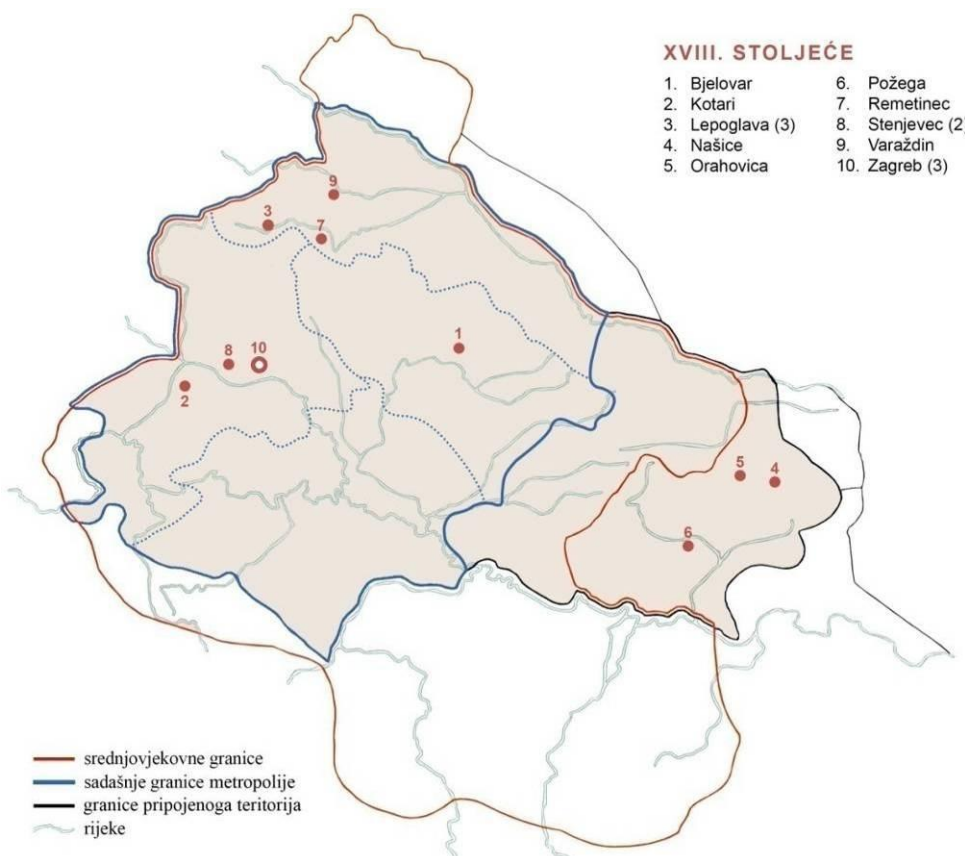 XVIII. STOLJEĆE
1. Bjelovar
2. Kotari
3. Lepoglava (3)
4. Našice
5. Orahovica
6. Požega
7. Remetinec
8. Stenjevec (2)
9. Varaždin
10. Zagreb (3)
9
3
7
1
8
10
2
5
4
6
srednjovjekovne granice
sadašnje granice metropolije
granice pripojenoga teritorija
rijeke